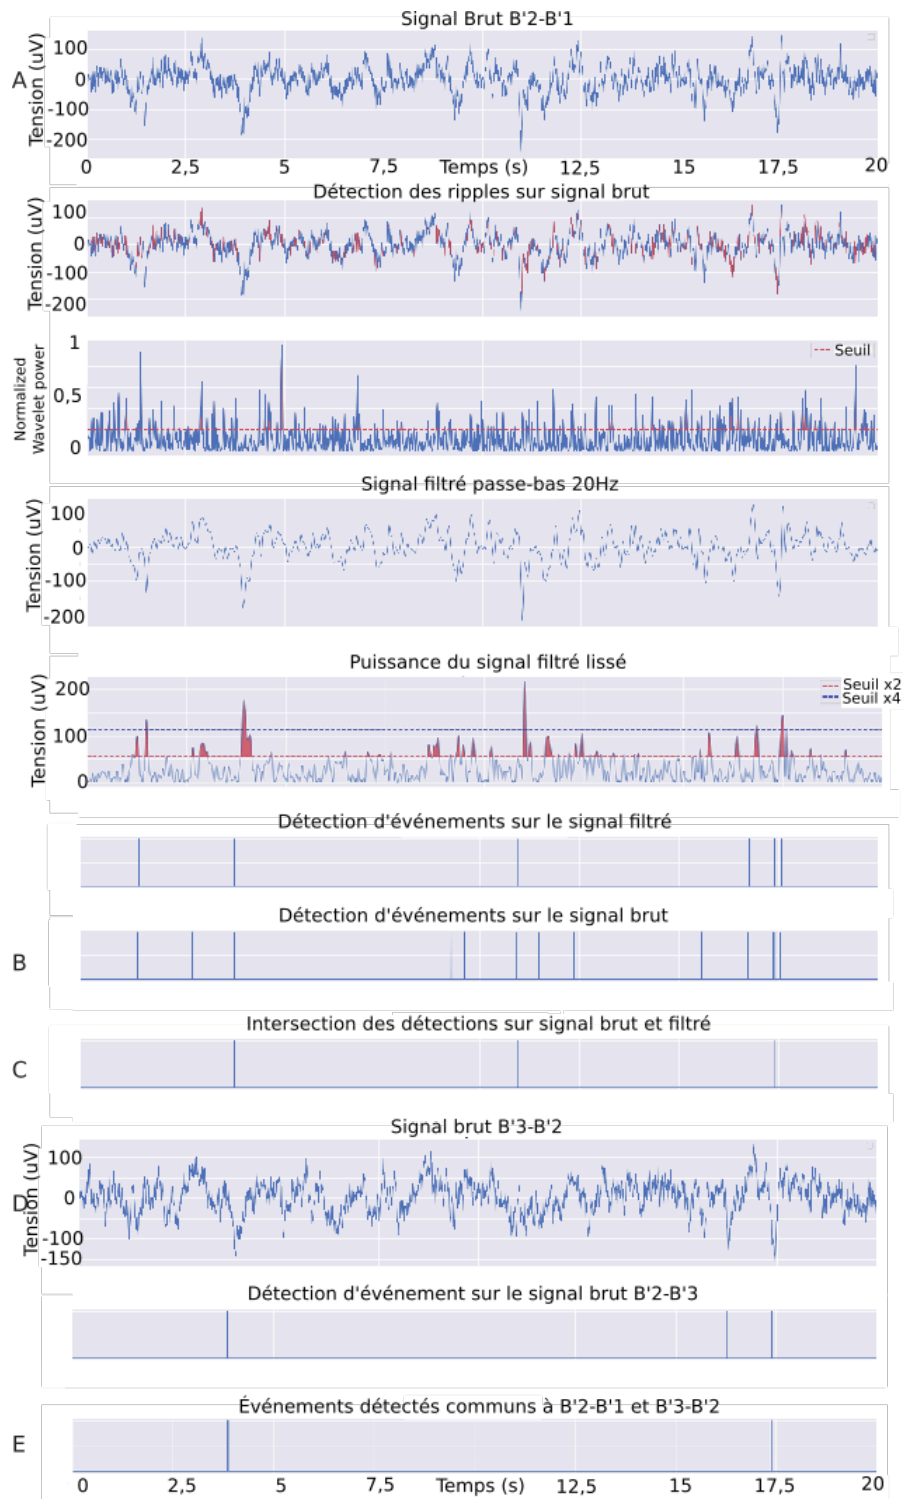 Signal Brut B'2-B'1
A
Tension (uV)
100
0
-100
-200
0 2,5 5 7,5 Temps (s) 12,5 15 17,5 20
Détection des ripples sur signal brut
Tension (uV)
100
0
-100
-200
Normalized
Wavelet power
1
0.5
0
Seuil
Signal filtré passe-bas 20Hz
Tension (uV)
100
0
-100
-200
Puissance du signal filtré lissé
Tension (uV)
200
100
0
Seuil x2
Seuil x4
Détection d'événements sur le signal filtré
Détection d'événements sur le signal brut
B
Intersection des détections sur signal brut et filtré
C
Signal brut B'3-B'2
D
Tension (uV)
100
0
-100
-150
Détection d'événement sur le signal brut B'2-B'3
Événements détectés communs à B'2-B'1 et B'3-B'2
E
0 2,5 5 7,5 Temps (s) 12,5 15 17,5 20